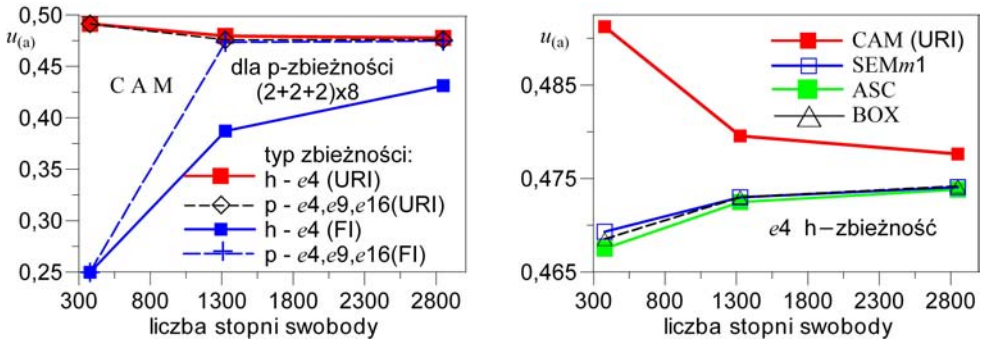 0,50
u(a)
0,45
0,40
0,35
0,30
0,25
C A M
dla p-zbieżności
(2+2+2)x8
typ zbieżności:
h - e4 (URI)
p - e4,e9,e16(URI)
h - e4 (FI)
p - e4,e9,e16(FI)
300 800 1300 1800 2300 2800
liczba stopni swobody
u(a)
0,485
0,475
0,465
CAM (URI)
SEMm1
ASC
BOX
e4 h−zbieżność
300 800 1300 1800 2300 2800
liczba stopni swobody